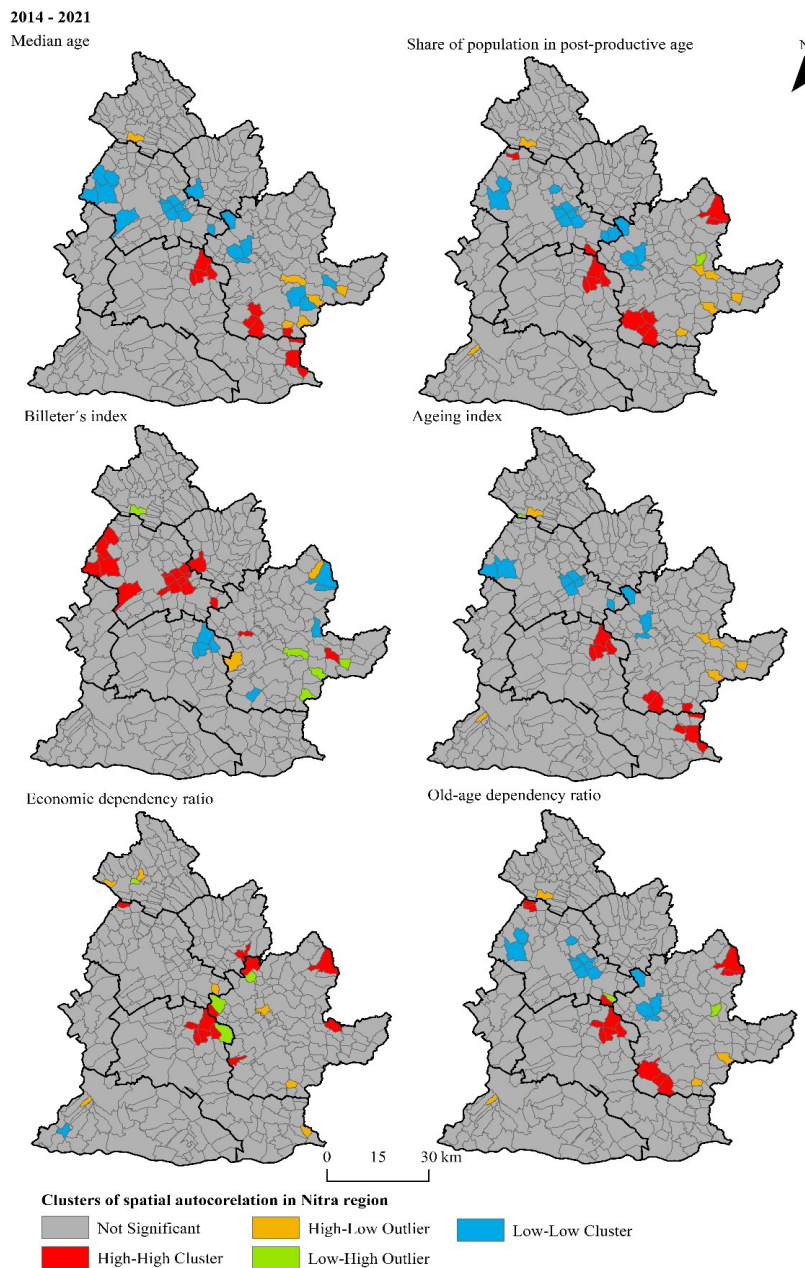 2014 - 2021
Median age
Share of population in post-productive age
N
Billeter´s index
Ageing index
Economic dependency ratio
Old-age dependency ratio
0 15 30 km
Clusters of spatial autocorelation in Nitra region
Not Significant
High-Low Outlier
Low-Low Cluster
High-High Cluster
Low-High Outlier